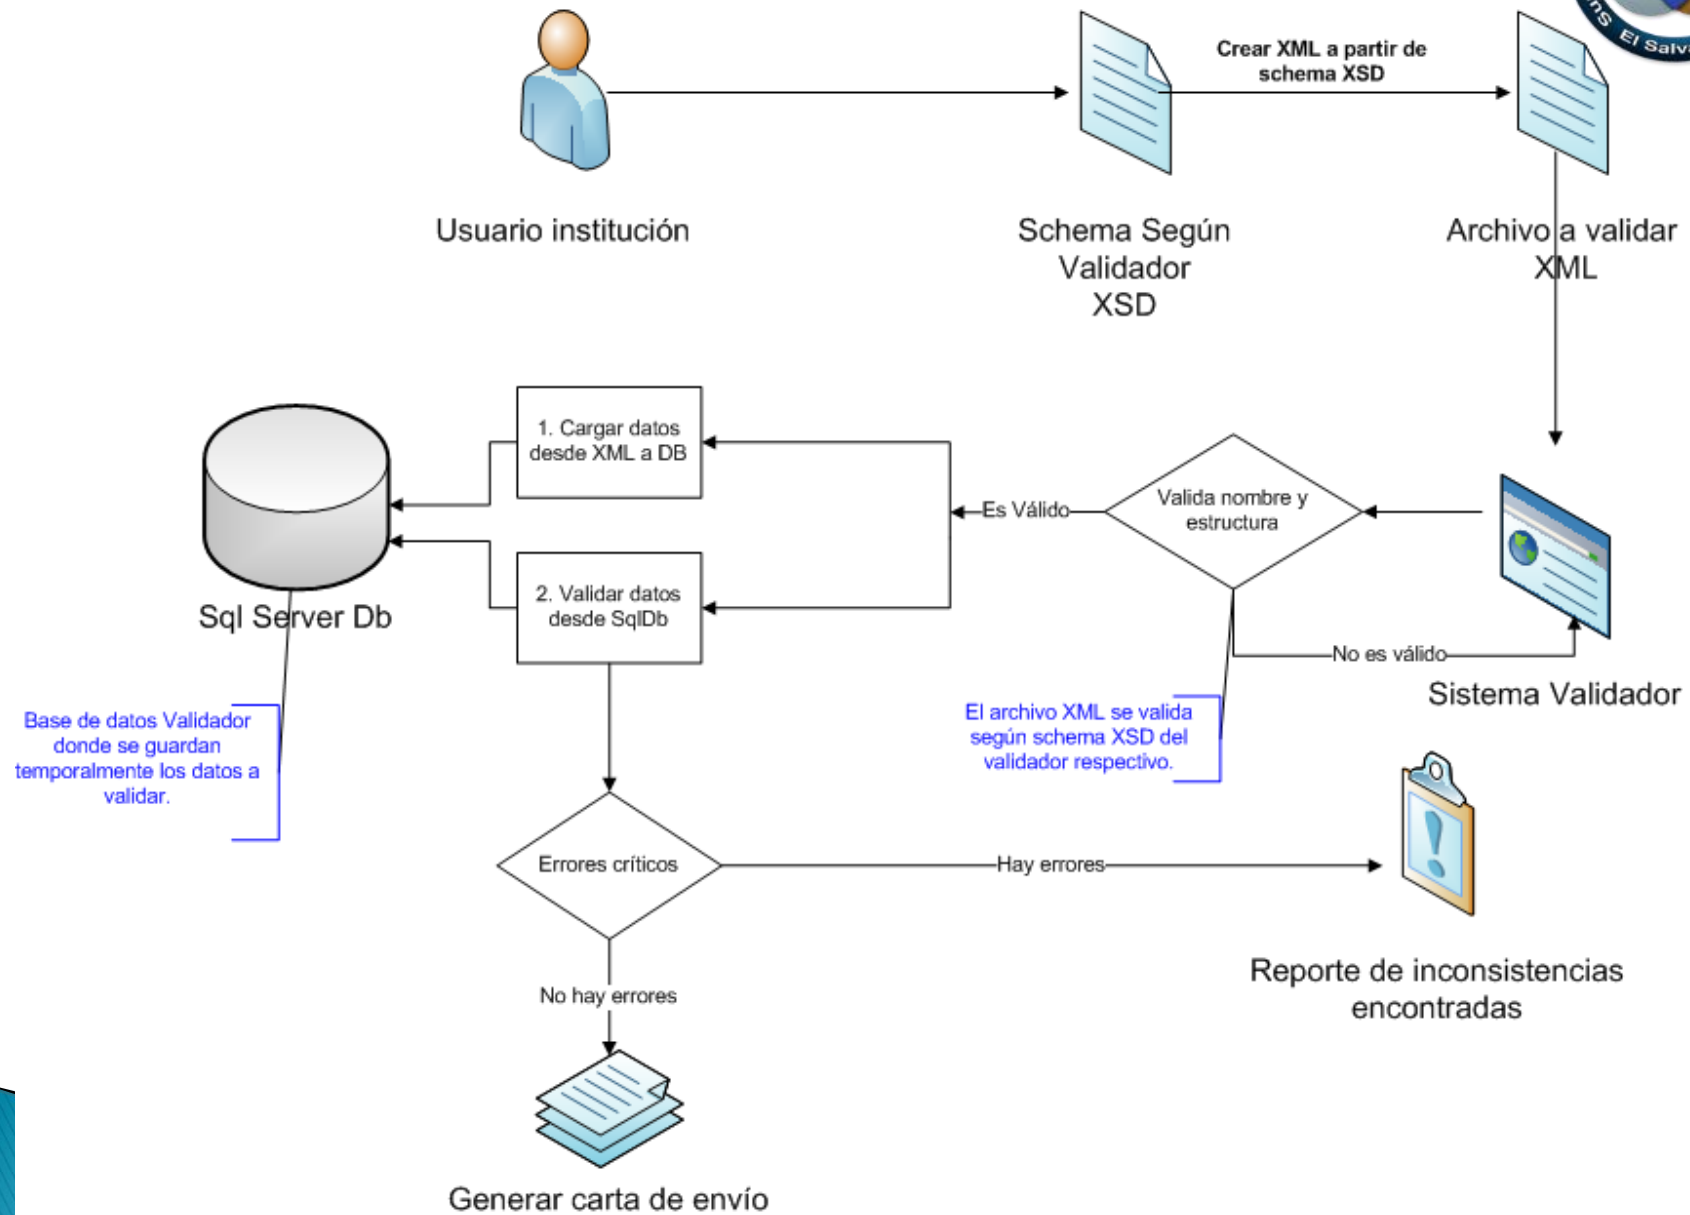 Crear XML a partir de
schema XSD
El
Usuario institución
Schema Según
Validador
XSD
Archivo a validar
XML
1. Cargar datos
desde XML a DB
Es Válido
Valida nombre y
estructura
2. Validar datos
desde SqlDb
Sql Server Db
No es válido
Sistema Validador
Base de datos Validador
donde se guardan
temporalmente los datos a
validar.
El archivo XML se valida
según schema XSD del
validador respectivo.
Errores críticos
Hay errores
Reporte de inconsistencias
encontradas
No hay errores
Generar carta de envío